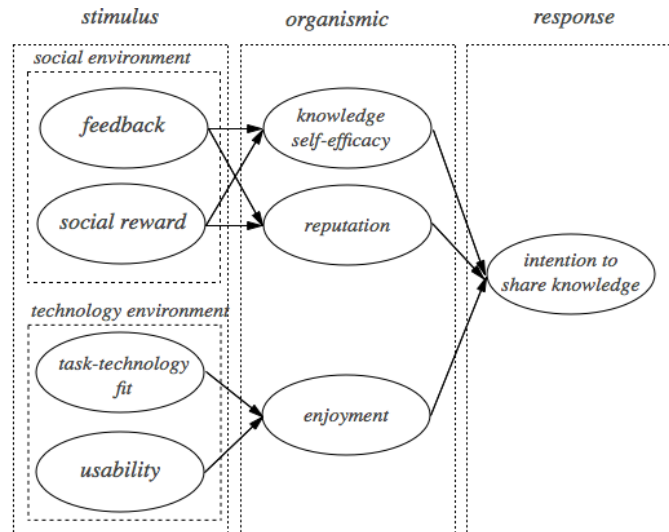 stimulus
organismic
response
social environment
feedback
social reward
technology environment
task-technology
fit
usability
knowledge
self-efficacy
reputation
enjoyment
intention to
share knowledge